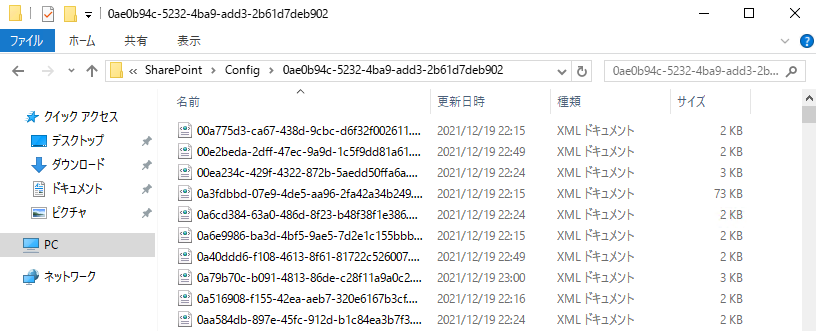 0ae0b94c-5232-4ba9-add3-2b61d7deb902
ファイル ホーム 共有 表示
« SharePoint › Config › 0ae0b94c-5232-4ba9-add3-2b61d7deb902 0ae0b94c-5232-4ba9-add3-2b...
名前 更新日時 種類 サイズ
クイック アクセス
デスクトップ
ダウンロード
ドキュメント
ピクチャ
PC
ネットワーク
00a775d3-ca67-438d-9cbc-d6f32f002611.... 2021/12/19 22:15 XML ドキュメント 2 KB
00e2beda-2dff-47ec-9a9d-1c5f9dd81a61.... 2021/12/19 22:49 XML ドキュメント 2 KB
00ea234c-429f-4322-872b-5aedd50ffa6a.... 2021/12/19 22:24 XML ドキュメント 3 KB
0a3fdbbd-07e9-4de5-aa96-2fa42a34b249.... 2021/12/19 22:15 XML ドキュメント 73 KB
0a6cd384-63a0-486d-8f23-b48f38f1e386.... 2021/12/19 22:24 XML ドキュメント 2 KB
0a6e9986-ba3d-4bf5-9ae5-7d2e1c155bbb.... 2021/12/19 22:15 XML ドキュメント 2 KB
0a40ddd6-f108-4613-8f61-81722c526007.... 2021/12/19 22:49 XML ドキュメント 2 KB
0a79b70c-b091-4813-86de-c28f11a9a0c2.... 2021/12/19 23:00 XML ドキュメント 3 KB
0a516908-f155-42ea-aeb7-320e6167b3cf.... 2021/12/19 22:16 XML ドキュメント 2 KB
0aa584db-897e-45fc-912d-b1c84ea3b7f3.... 2021/12/19 22:24 XML ドキュメント 2 KB